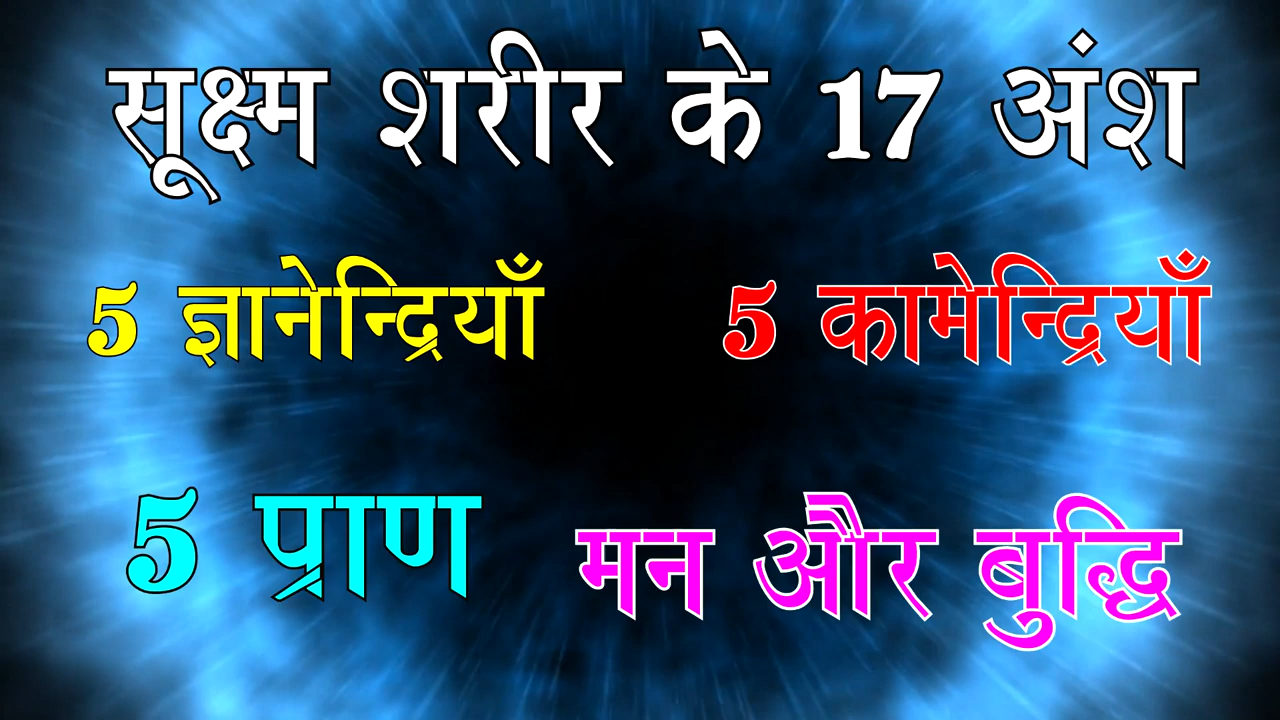 सूक्ष्म शरीर के 17 अंश
5 ज्ञानेन्द्रियाँ
5 कामेन्द्रियाँ
5 प्राण
मन और बुद्धि